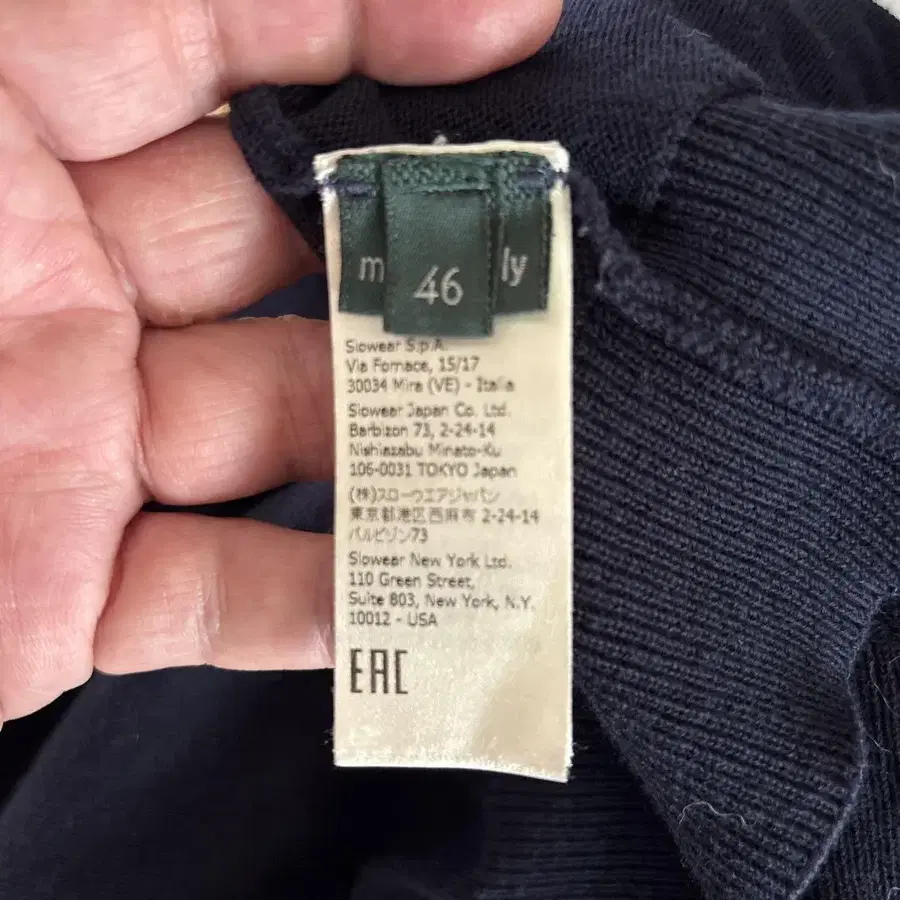 m 46 ly
Slowear S.p.A.
Via Fornace, 15/17
30034 Mira (VE) - Italia
Slowear Japan Co. Ltd.
Barbizon 73, 2-24-14
Nishiazabu Minato-Ku
106-0031 TOKYO Japan
(株)スローウエアジャパン
東京都港区西麻布 2-24-14
バルビゾン73
Slowear New York Ltd.
110 Green Street,
Suite 803, New York, N.Y.
10012 - USA
EAC